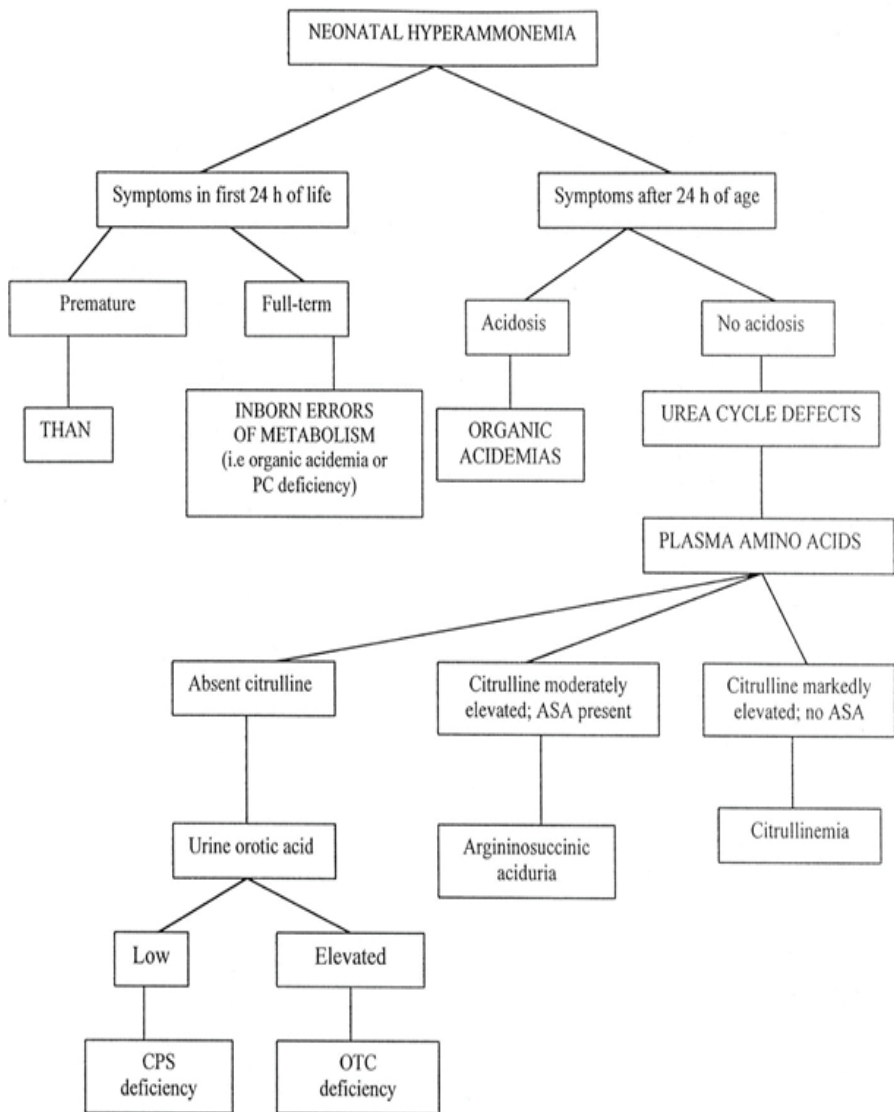 NEONATAL HYPERAMMONEMIA
Symptoms in first 24 h of life
Symptoms after 24 h of age
Premature
Full-term
Acidosis
No acidosis
THAN
INBORN ERRORS
OF METABOLISM
(i.e organic acidemia or
PC deficiency)
ORGANIC
ACIDEMIAS
UREA CYCLE DEFECTS
PLASMA AMINO ACIDS
Absent citrulline
Citrulline moderately
elevated; ASA present
Citrulline markedly
elevated; no ASA
Urine orotic acid
Argininosuccinic
aciduria
Citrullinemia
Low
Elevated
CPS
deficiency
OTC
deficiency